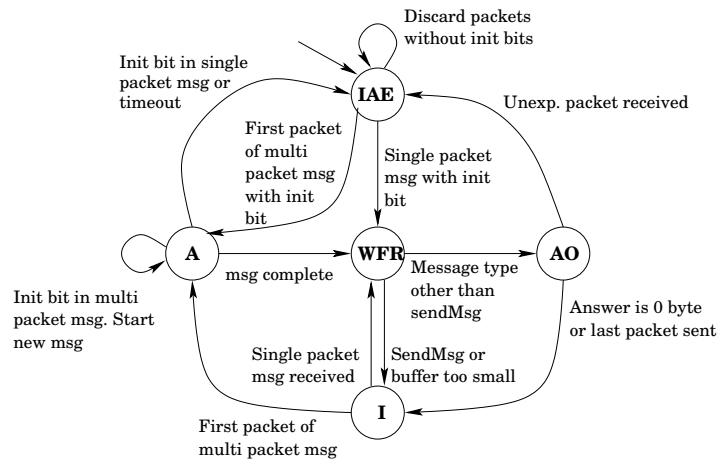 Discard packets
without init bits
Init bit in single
packet msg or
timeout
IAE
Unexp. packet received
First packet
of multi
packet msg
with init
bit
Single packet
msg with init
bit
A
WFR
AO
msg complete
Message type
other than
sendMsg
Init bit in multi
packet msg. Start
new msg
Answer is 0 byte
or last packet sent
Single packet
msg received
SendMsg or
buffer too small
I
First packet of
multi packet msg